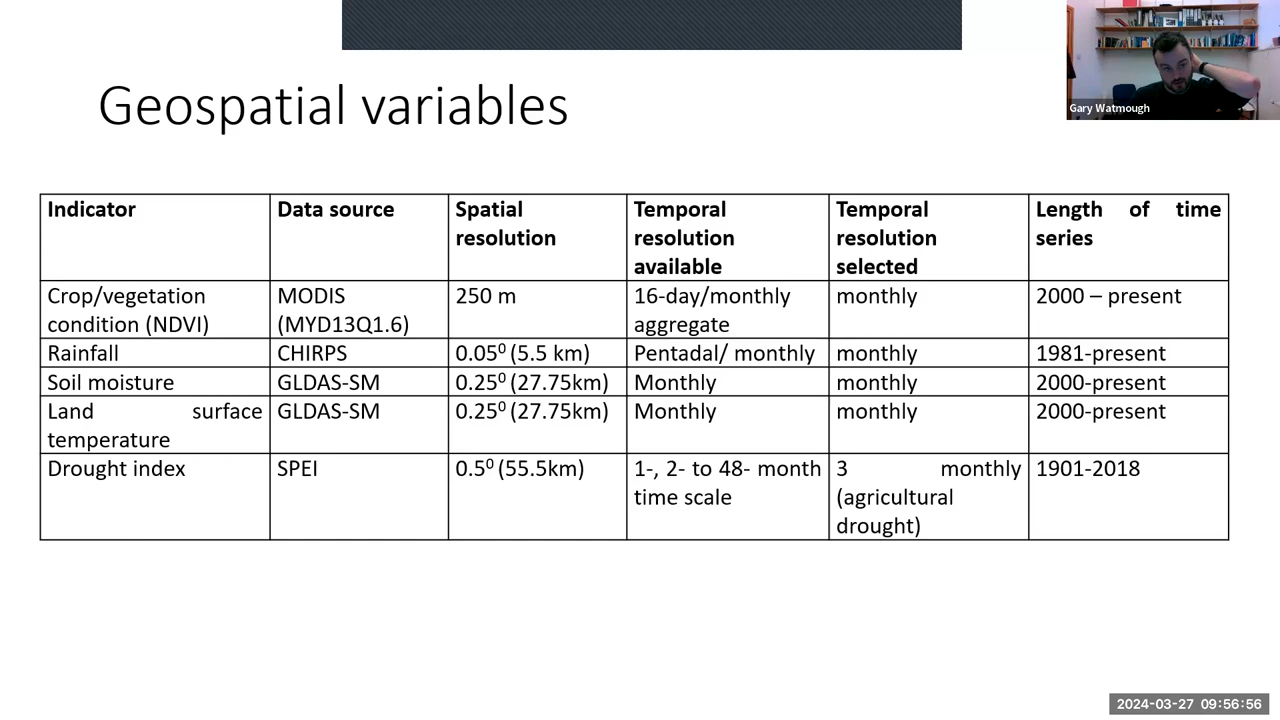 Gary Watmough
Geospatial variables
Indicator
Data source
Spatial
resolution
Temporal
resolution
available
Temporal
resolution
selected
Length of time
series
Crop/vegetation
condition (NDVI)
MODIS
(MYD13Q1.6)
250 m
16-day/monthly
aggregate
monthly
2000 – present
Rainfall
CHIRPS
0.05⁰ (5.5 km)
Pentadal/ monthly
monthly
1981-present
Soil moisture
GLDAS-SM
0.25⁰ (27.75km)
Monthly
monthly
2000-present
Land surface
temperature
GLDAS-SM
0.25⁰ (27.75km)
Monthly
monthly
2000-present
Drought index
SPEI
0.5⁰ (55.5km)
1-, 2- to 48- month
time scale
3 monthly
(agricultural
drought)
1901-2018
2024-03-27 09:56:56